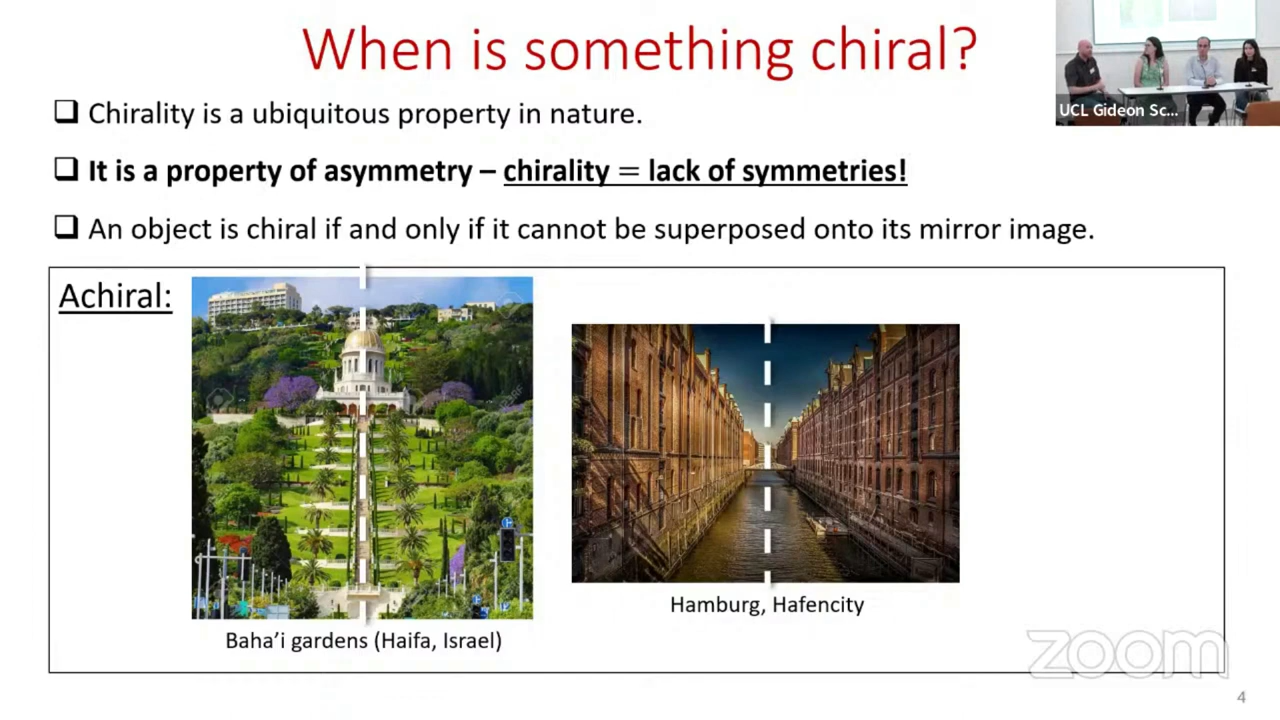 When is something chiral?
UCL Gideon Sc...
❑ Chirality is a ubiquitous property in nature.
❑ It is a property of asymmetry – chirality = lack of symmetries!
❑ An object is chiral if and only if it cannot be superposed onto its mirror image.
Achiral:
Hamburg, Hafencity
Baha'i gardens (Haifa, Israel)
zoom
4